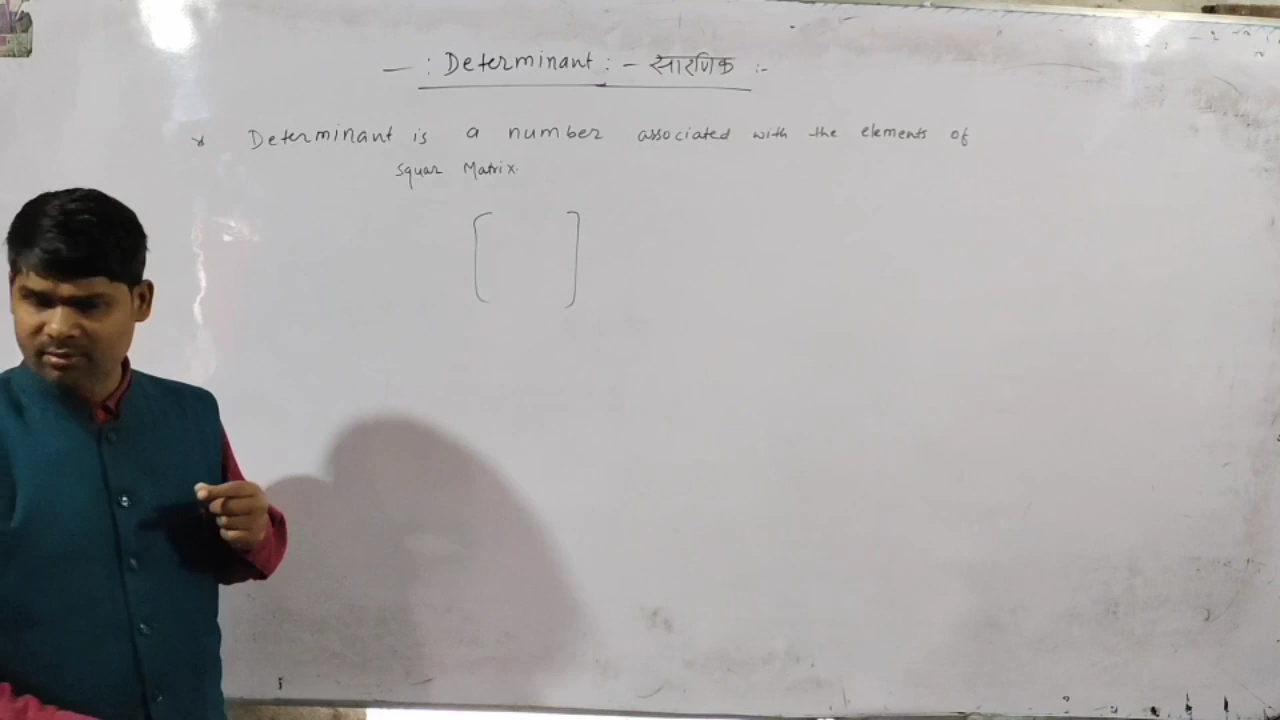 — : Determinant : - सारणिक :-
* Determinant is a number associated with the elements of
Squar Matrix.